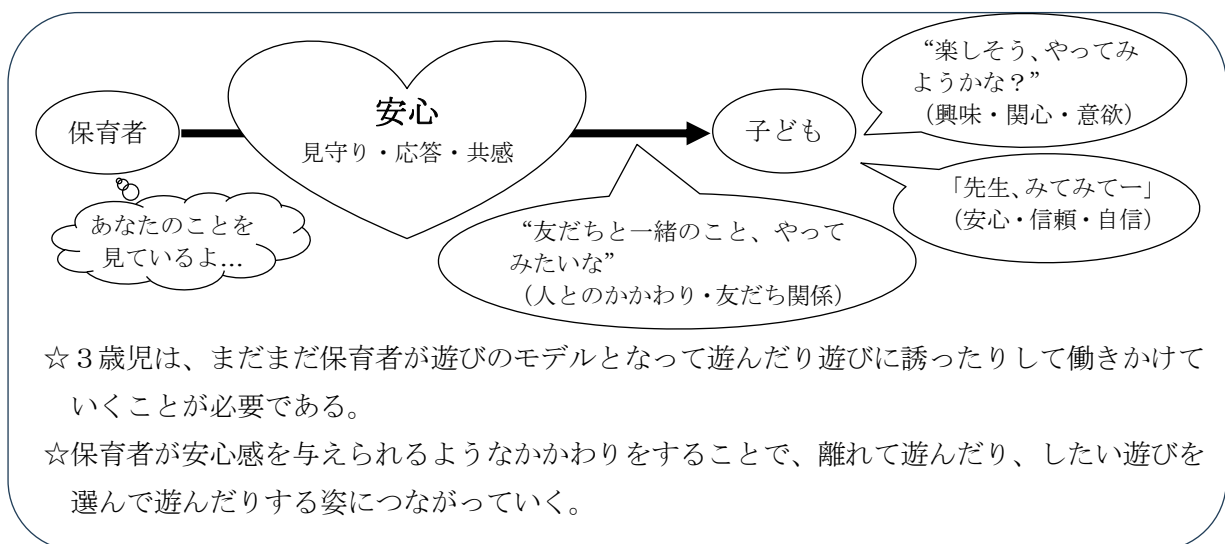 保育者
あなたのことを
見ているよ…
安心
見守り・応答・共感
“友だちと一緒のこと、やって
みたいな”
（人とのかかわり・友だち関係）
子ども
“楽しそう、やってみ
ようかな？”
（興味・関心・意欲）
「先生、みてみてー」
（安心・信頼・自信）
☆３歳児は、まだまだ保育者が遊びのモデルとなって遊んだり遊びに誘ったりして働きかけて
いくことが必要である。
☆保育者が安心感を与えられるようなかかわりをすることで、離れて遊んだり、したい遊びを
選んで遊んだりする姿につながっていく。